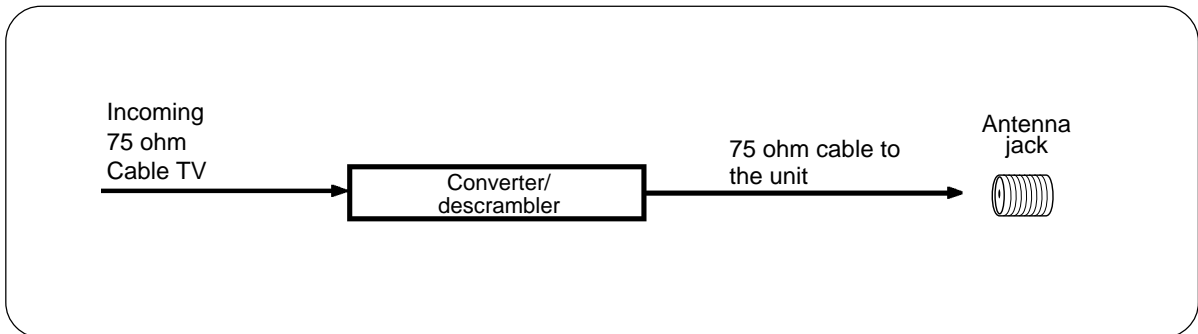 Incoming
75 ohm
Cable TV
Converter/
descrambler
75 ohm cable to
the unit
Antenna
jack